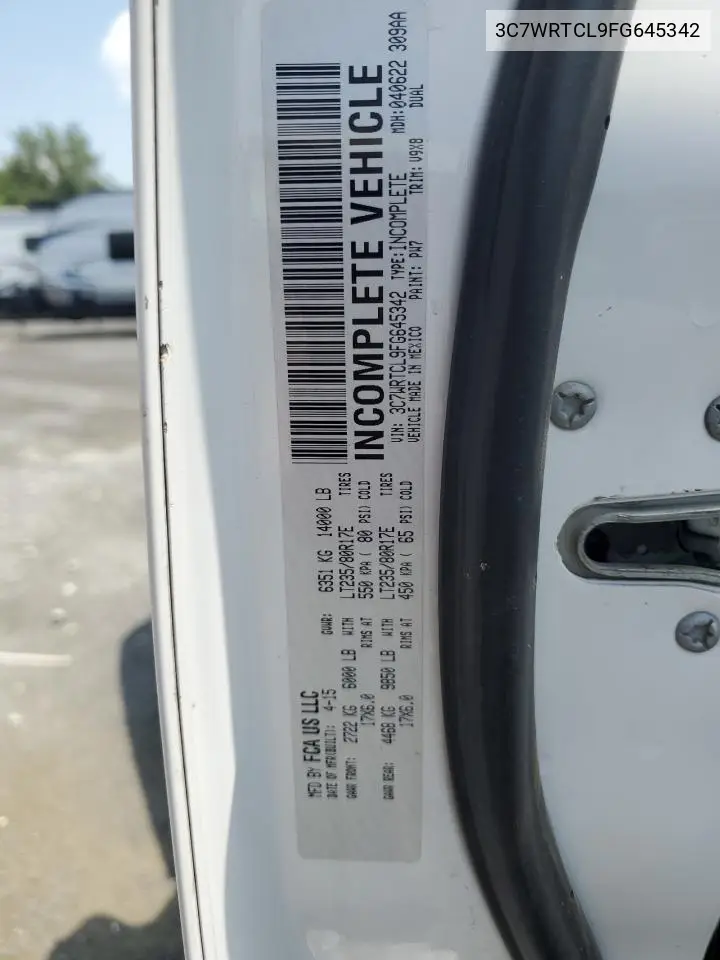 3C7WRTCL9FG645342
MFD BY FCA US LLC
DATE OF MFR(BUILT): 4-15 GVWR: 6351 KG 14000 LB
GAWR FRONT: 2722 KG 6000 LB WITH LT235/80R17E TIRES
17X6.0 RIMS AT 550 KPA ( 80 PSI) COLD
GAWR REAR: 4468 KG 9850 LB WITH LT235/80R17E TIRES
17X6.0 RIMS AT 450 KPA ( 65 PSI) COLD
INCOMPLETE VEHICLE
VIN: 3C7WRTCL9FG645342 TYPE:INCOMPLETE MDH:040622 309AA
VEHICLE MADE IN MEXICO PAINT: PW7 TRIM: V9X8 DUAL